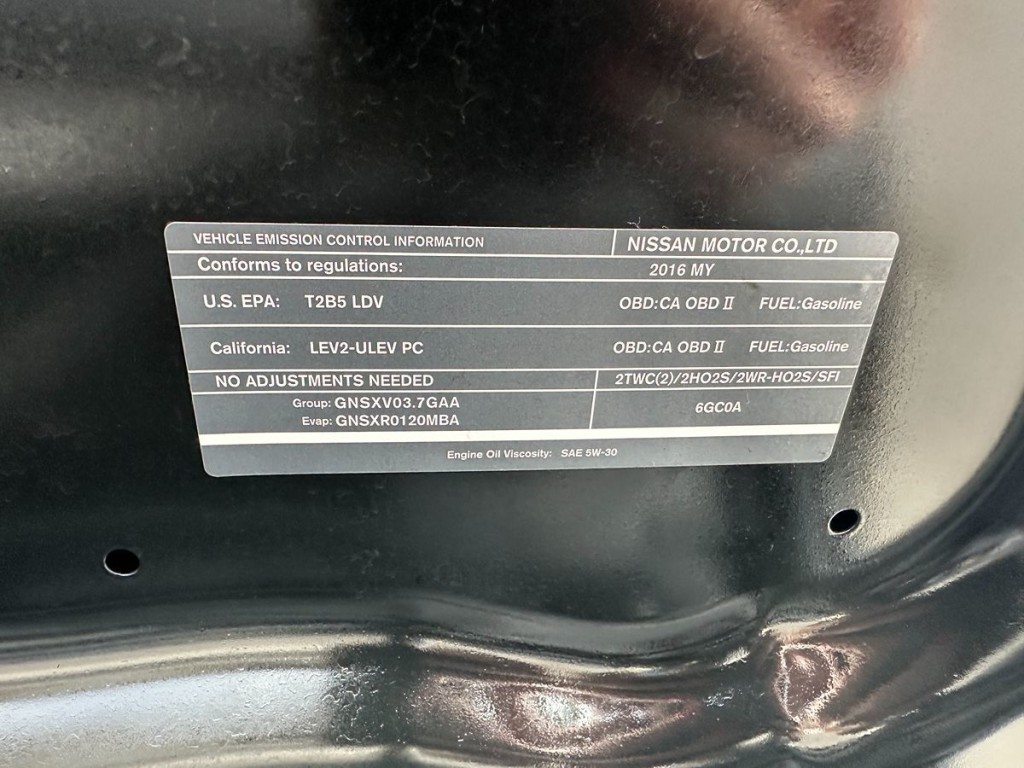 VEHICLE EMISSION CONTROL INFORMATION NISSAN MOTOR CO.,LTD
Conforms to regulations: 2016 MY
U.S. EPA: T2B5 LDV OBD:CA OBD II FUEL:Gasoline
California: LEV2-ULEV PC OBD:CA OBD II FUEL:Gasoline
NO ADJUSTMENTS NEEDED 2TWC(2)/2HO2S/2WR-HO2S/SFI
Group: GNSXV03.7GAA
Evap: GNSXR0120MBA 6GC0A
Engine Oil Viscosity: SAE 5W-30